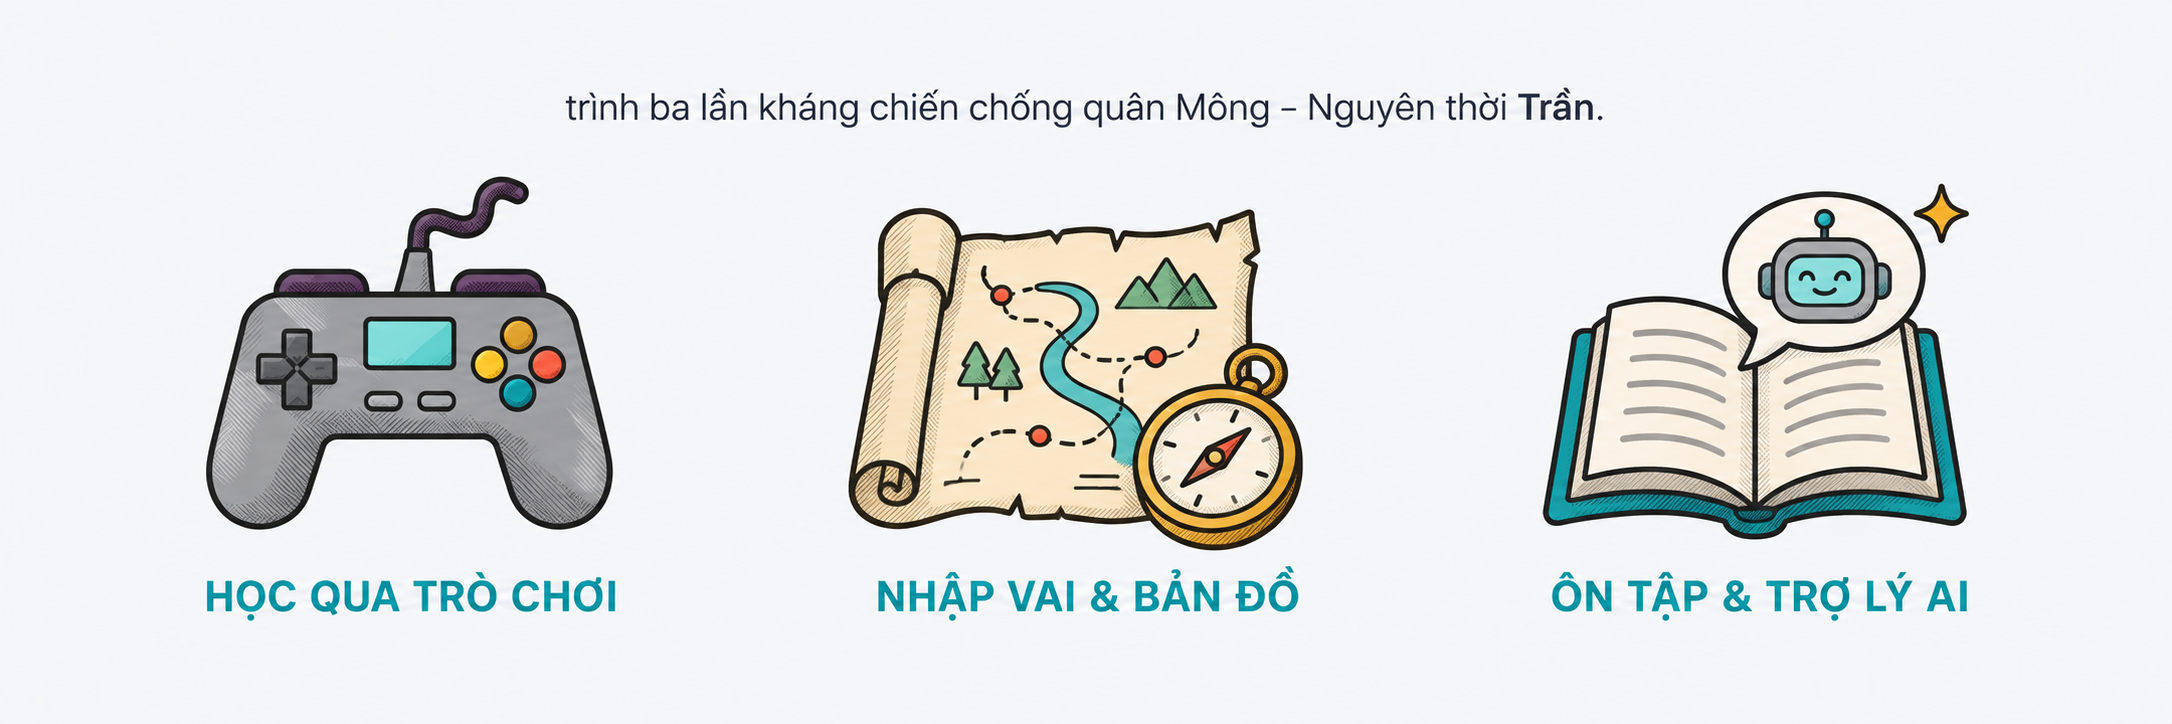 trình ba lần kháng chiến chống quân Mông – Nguyên thời Trần.
HỌC QUA TRÒ CHƠI
NHẬP VAI & BẢN ĐỒ
ÔN TẬP & TRỢ LÝ AI